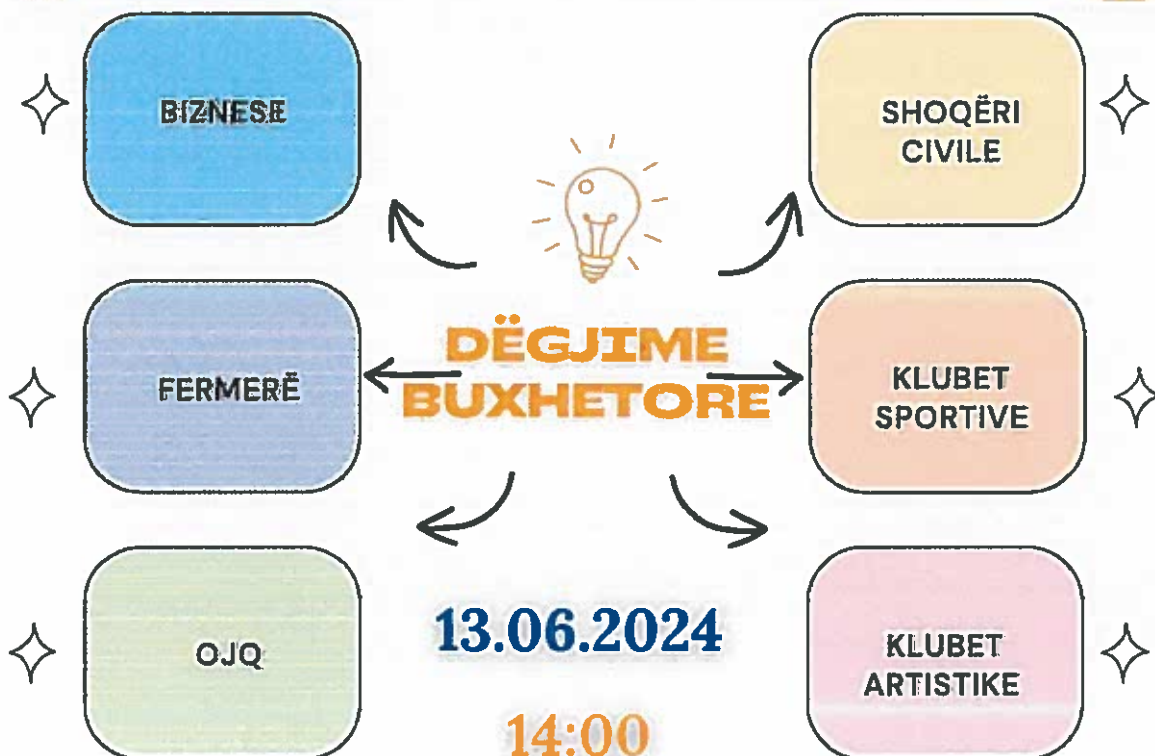 BIZNESE
SHOQËRI
CIVILE
DËGJIME
BUXHETORE
FERMERË
KLUBET
SPORTIVE
OJQ
13.06.2024
14:00
KLUBET
ARTISTIKE